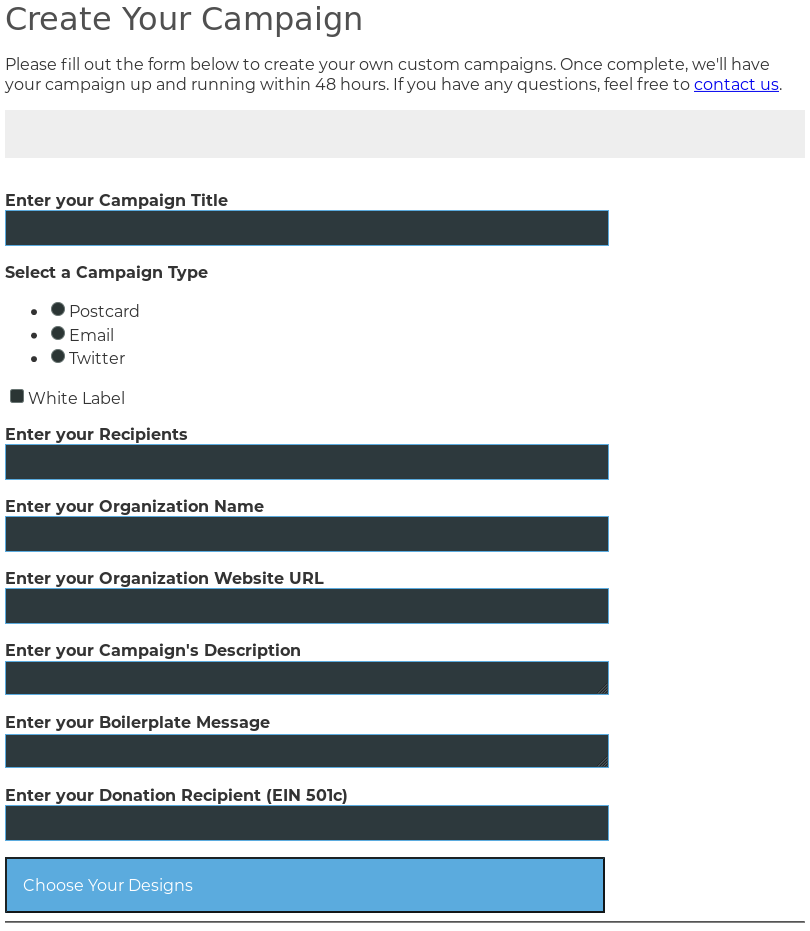 Create Your Campaign
Please fill out the form below to create your own custom campaigns. Once complete, we'll have
your campaign up and running within 48 hours. If you have any questions, feel free to contact us.
Enter your Campaign Title
Select a Campaign Type
Postcard
Email
Twitter
White Label
Enter your Recipients
Enter your Organization Name
Enter your Organization Website URL
Enter your Campaign's Description
Enter your Boilerplate Message
Enter your Donation Recipient (EIN 501c)
Choose Your Designs